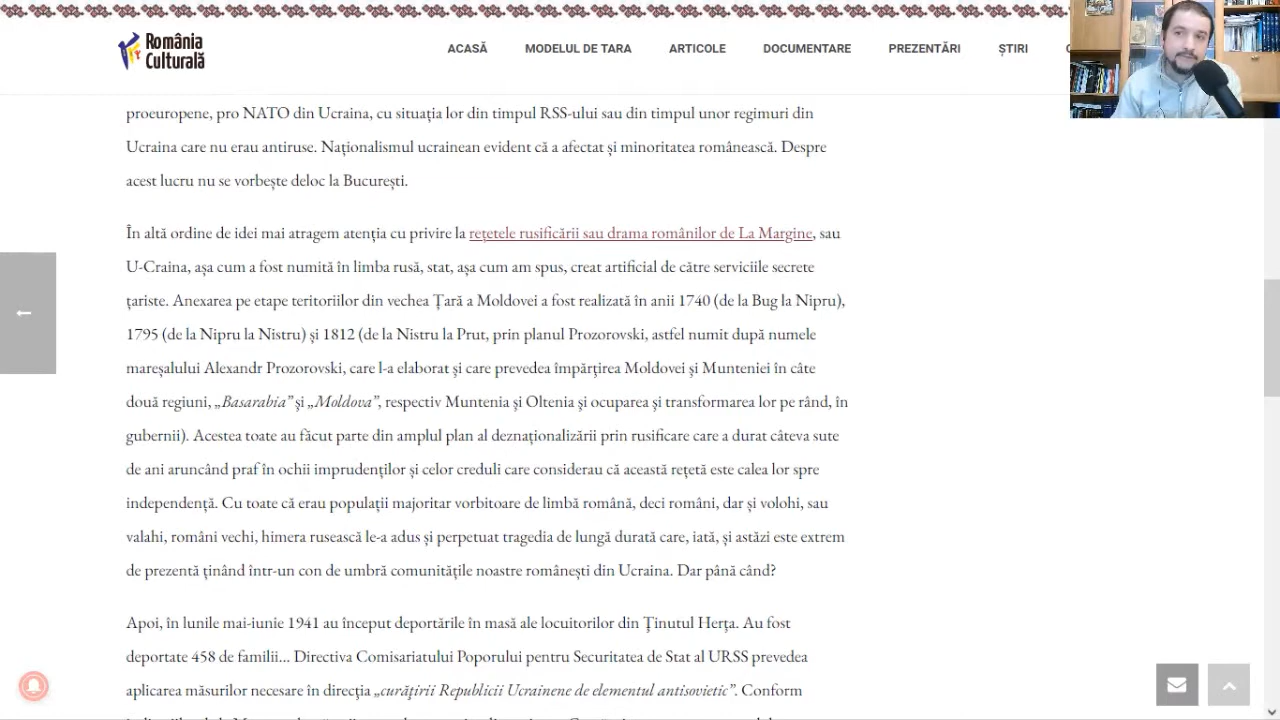 România
Culturală
ACASĂ MODELUL DE TARA ARTICOLE DOCUMENTARE PREZENTĂRI ȘTIRI
proeuropene, pro NATO din Ucraina, cu situația lor din timpul RSS-ului sau din timpul unor regimuri din
Ucraina care nu erau antiruse. Naționalismul ucrainean evident că a afectat și minoritatea românească. Despre
acest lucru nu se vorbește deloc la București.
În altă ordine de idei mai atragem atenția cu privire la rețetele rusificării sau drama românilor de La Margine, sau
U-Craina, așa cum a fost numită în limba rusă, stat, așa cum am spus, creat artificial de către serviciile secrete
țariste. Anexarea pe etape teritoriilor din vechea Țară a Moldovei a fost realizată în anii 1740 (de la Bug la Nipru),
1795 (de la Nipru la Nistru) și 1812 (de la Nistru la Prut, prin planul Prozorovski, astfel numit după numele
mareșalului Alexandr Prozorovski, care l-a elaborat și care prevedea împărțirea Moldovei și Munteniei în câte
două regiuni, „Basarabia” și „Moldova”, respectiv Muntenia și Oltenia și ocuparea și transformarea lor pe rând, în
gubernii). Acestea toate au făcut parte din amplul plan al deznaționalizării prin rusificare care a durat câteva sute
de ani aruncând praf în ochii imprudenților și celor creduli care considerau că această rețetă este calea lor spre
independență. Cu toate că erau populații majoritar vorbitoare de limbă română, deci români, dar și volohi, sau
valahi, români vechi, himera rusească le-a adus și perpetuat tragedia de lungă durată care, iată, și astăzi este extrem
de prezentă ținând într-un con de umbră comunitățile noastre românești din Ucraina. Dar până când?
Apoi, în lunile mai-iunie 1941 au început deportările în masă ale locuitorilor din Ținutul Herța. Au fost
deportate 458 de familii... Directiva Comisariatului Poporului pentru Securitatea de Stat al URSS prevedea
aplicarea măsurilor necesare în direcția „curățirii Republicii Ucrainene de elementul antisovietic”. Conform